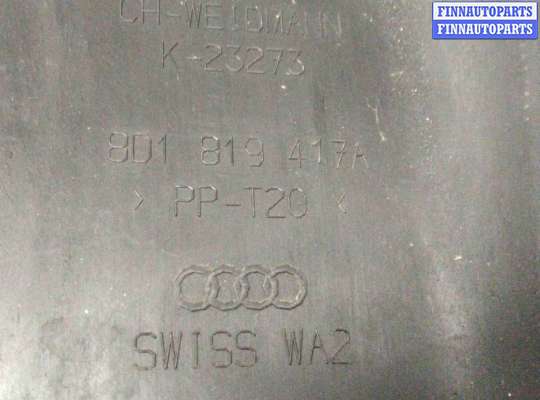 FINNAUTOPARTS
FINNAUTOPARTS
CH-WEIDMANN
K-23273
8D1 819 417A
> PP-T20 <
SWISS WA2